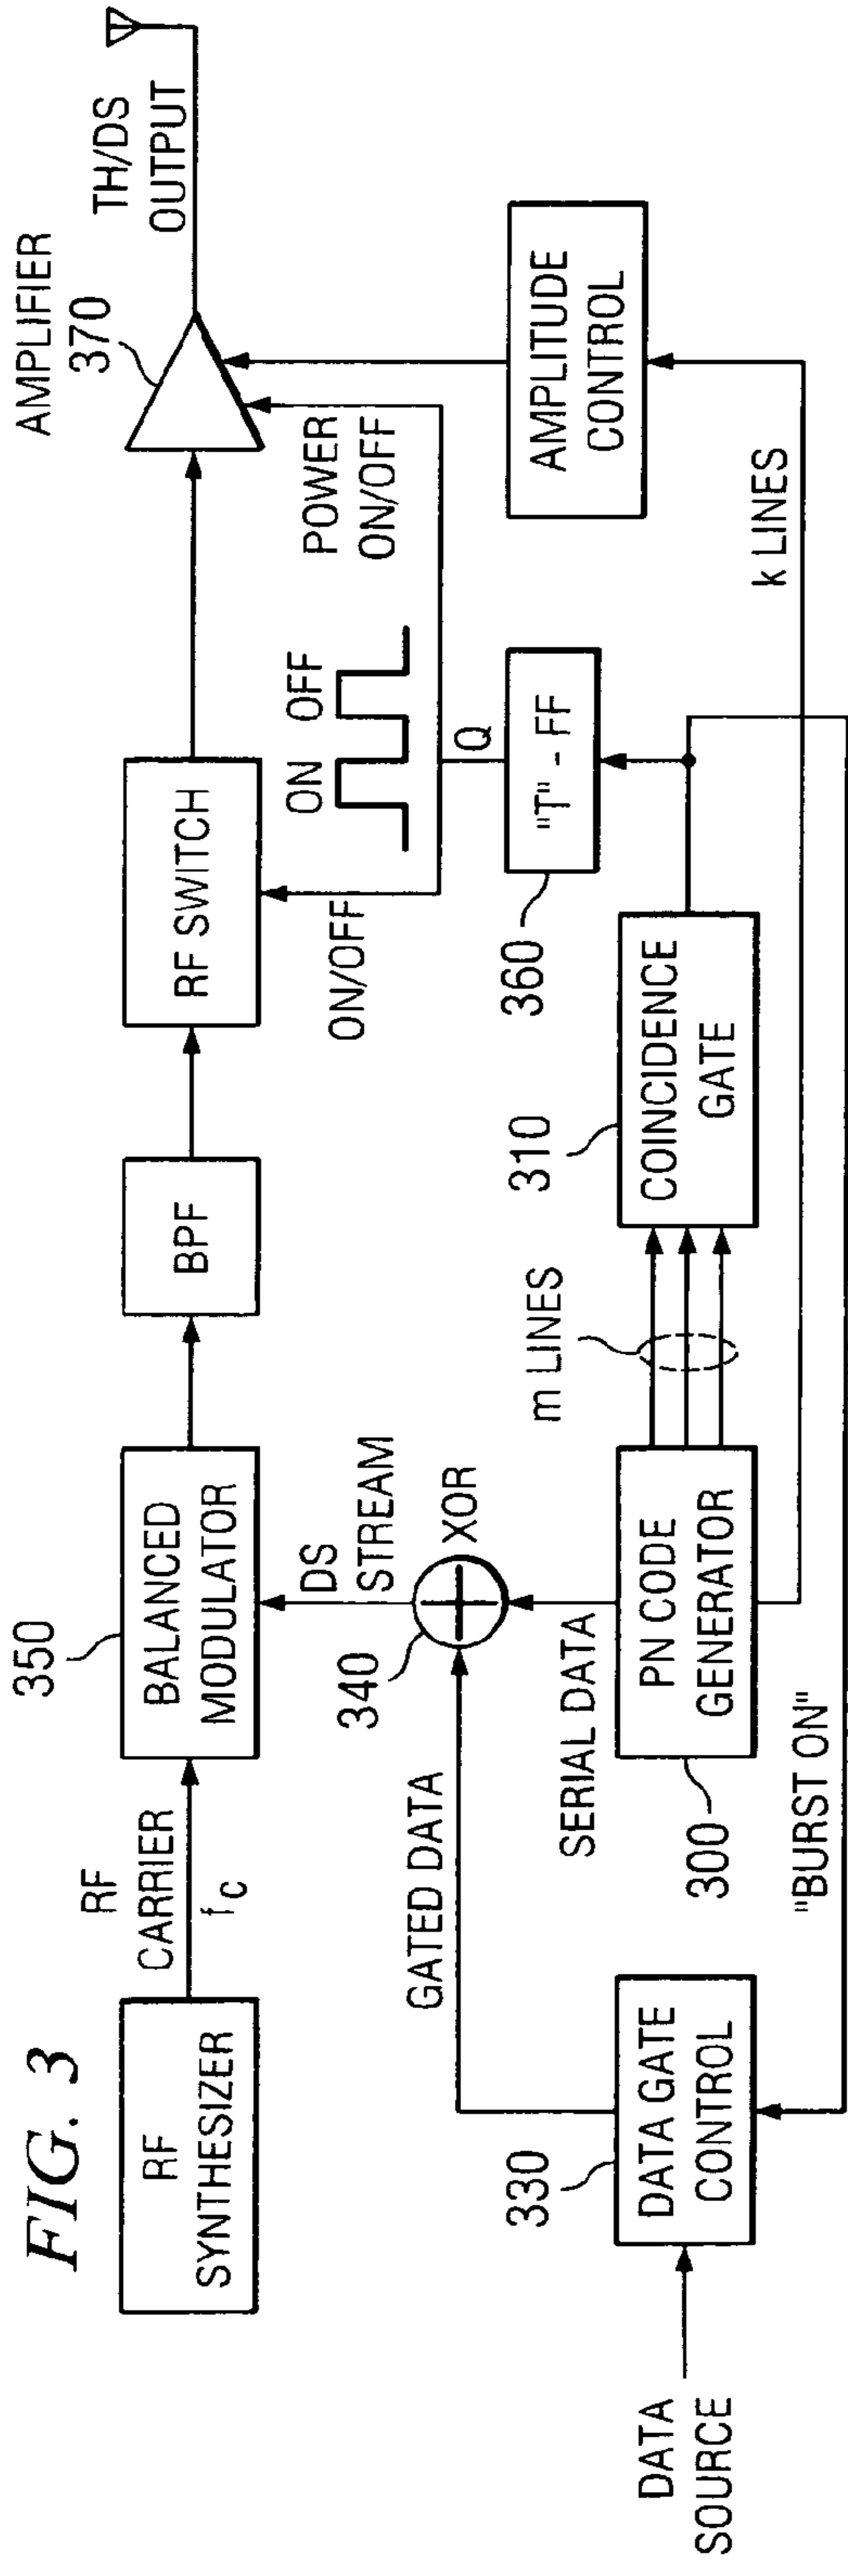 FIG. 3
RF
SYNTHESIZER
RF
CARRIER
fc
350
BALANCED
MODULATOR
BPF
RF SWITCH
AMPLIFIER
370
TH/DS
OUTPUT
ON/OFF
ON OFF
POWER
ON/OFF
GATED DATA
340
DS
STREAM
XOR
Q
330
DATA GATE
CONTROL
DATA
SOURCE
SERIAL DATA
PN CODE
GENERATOR
300
m LINES
310
COINCIDENCE
GATE
360
"T" - FF
AMPLITUDE
CONTROL
k LINES
"BURST ON"